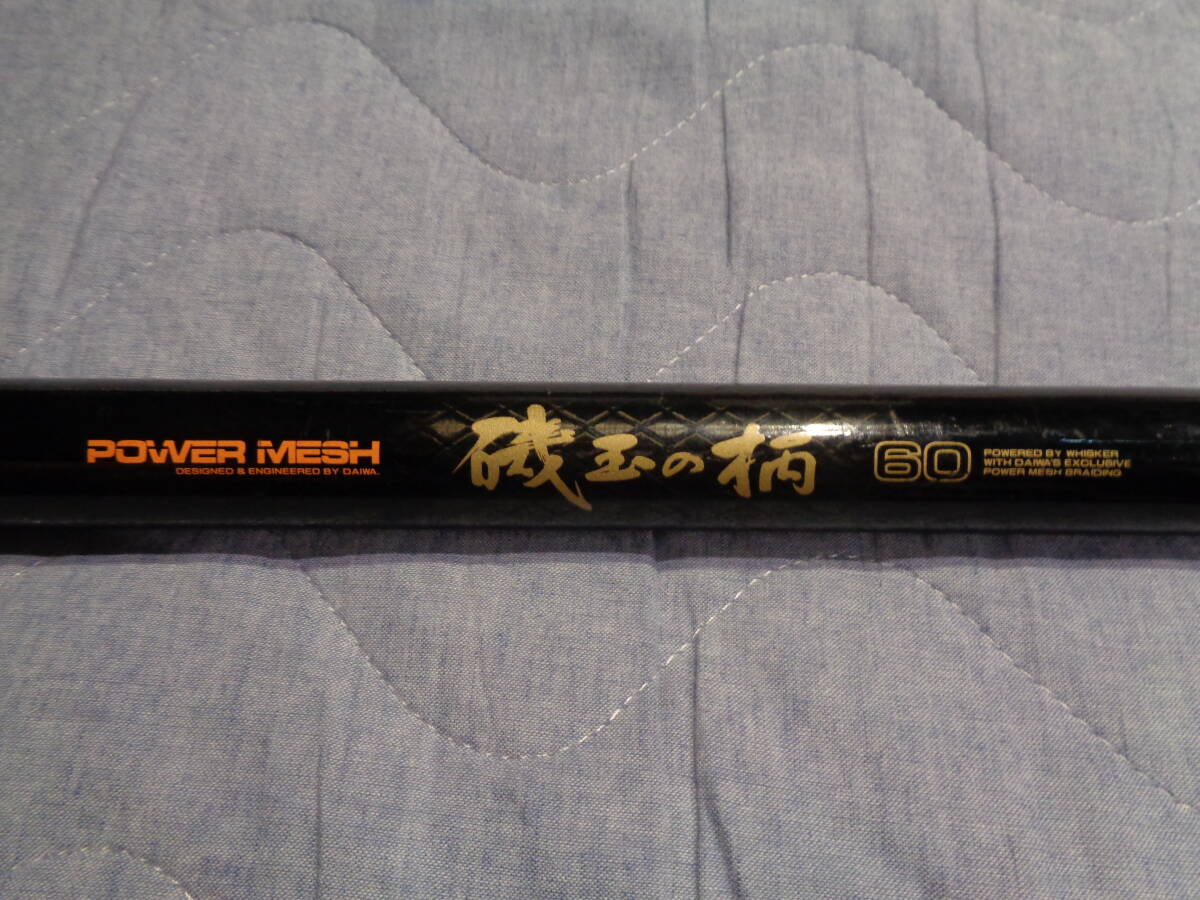 POWER MESH
DESIGNED & ENGINEERED BY DAIWA.
磯玉の柄
60
POWERED BY WHISKER
WITH DAIWA'S EXCLUSIVE
POWER MESH BRAIDING